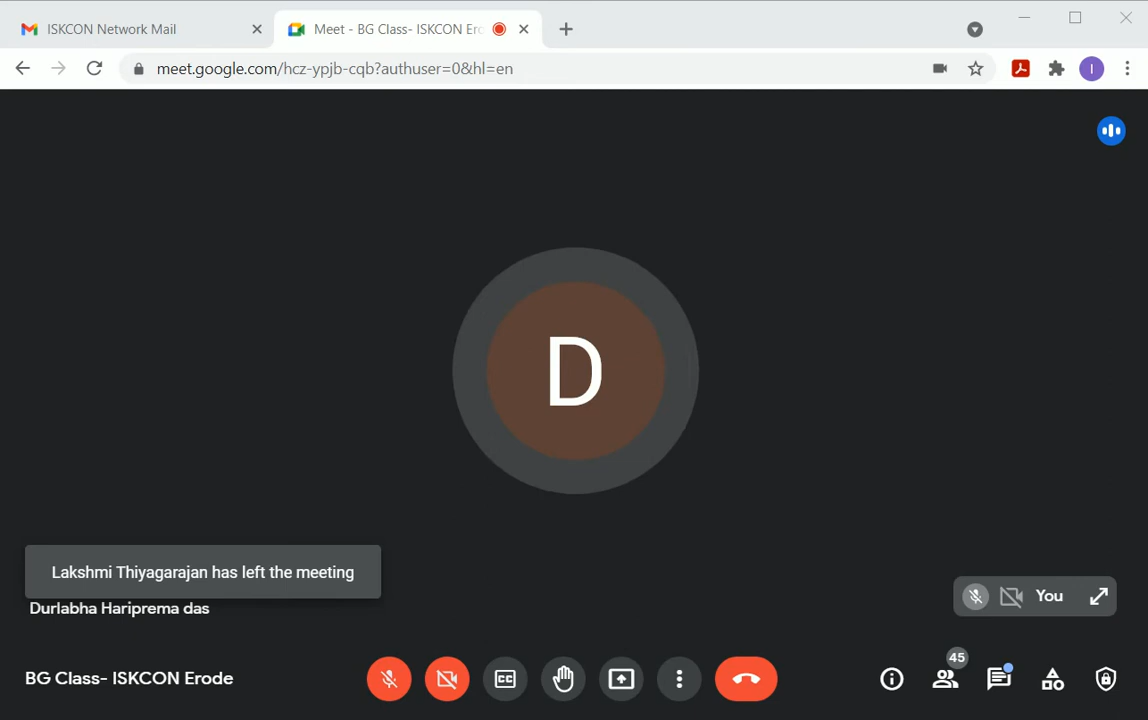 ISKCON Network Mail
Meet - BG Class- ISKCON Erc
meet.google.com/hcz-ypjb-cqb?authuser=0&hl=en
I
D
Lakshmi Thiyagarajan has left the meeting
Durlabha Hariprema das
You
BG Class- ISKCON Erode
CC
45